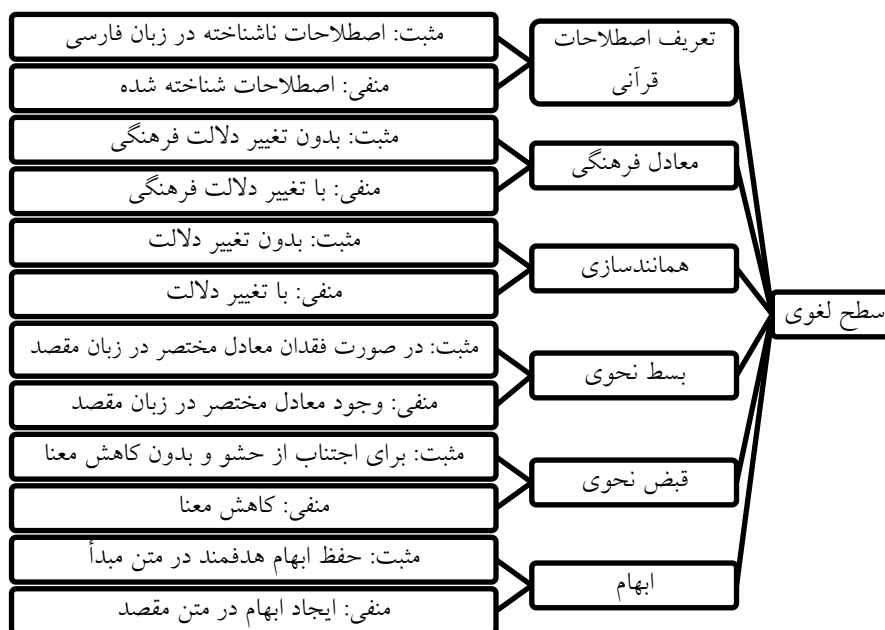 سطح لغوی
تعریف اصطلاحات
قرآنی
مثبت: اصطلاحات ناشناخته در زبان فارسی
منفی: اصطلاحات شناخته شده
معادل فرهنگی
مثبت: بدون تغییر دلالت فرهنگی
منفی: با تغییر دلالت فرهنگی
همانندسازی
مثبت: بدون تغییر دلالت
منفی: با تغییر دلالت
بسط نحوی
مثبت: در صورت فقدان معادل مختصر در زبان مقصد
منفی: وجود معادل مختصر در زبان مقصد
قبض نحوی
مثبت: برای اجتناب از حشو و بدون کاهش معنا
منفی: کاهش معنا
ابهام
مثبت: حفظ ابهام هدفمند در متن مبدأ
منفی: ایجاد ابهام در متن مقصد